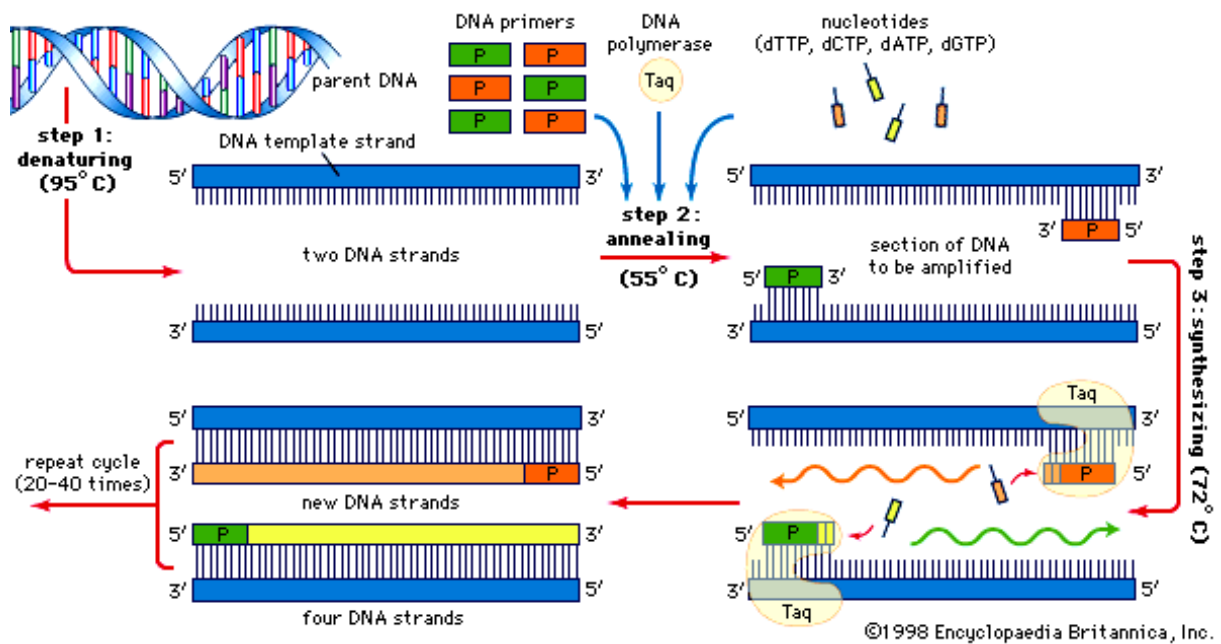 DNA primers
P P
P P
P P
DNA
polymerase
Taq
nucleotides
(dTTP, dCTP, dATP, dGTP)
parent DNA
step 1:
denaturing
(95° C)
DNA template strand
5′ 3′
two DNA strands
3′ 5′
step 2:
annealing
(55° C)
5′ 3′
3′ P 5′
section of DNA
to be amplified
5′ P 3′
3′ 5′
step 3: synthesizing (72° C)
Taq
5′ 3′
P 5′
5′ P
3′ 5′
Taq
5′ 3′
3′ P 5′
new DNA strands
5′ P 3′
3′ 5′
four DNA strands
repeat cycle
(20-40 times)
©1998 Encyclopaedia Britannica, Inc.